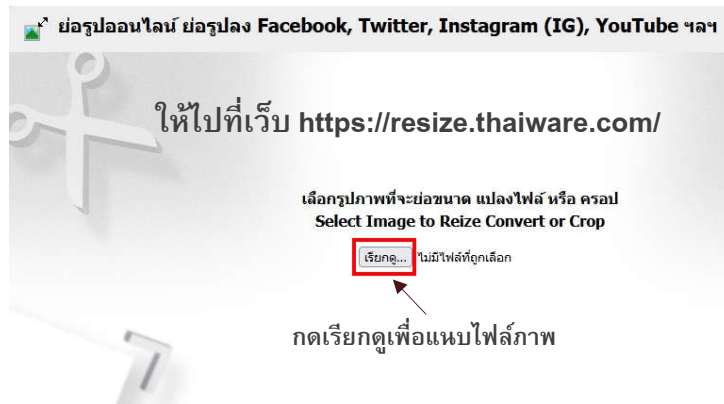 ย่อรูปออนไลน์ ย่อรูปลง Facebook, Twitter, Instagram (IG), YouTube ฯลฯ
ให้ไปที่เว็บ https://resize.thaiware.com/
เลือกรูปภาพที่จะย่อขนาด แปลงไฟล์ หรือ ครอป
Select Image to Reize Convert or Crop
เรียกดู... ไม่มีไฟล์ที่ถูกเลือก
กดเรียกดูเพื่อแนบไฟล์ภาพ